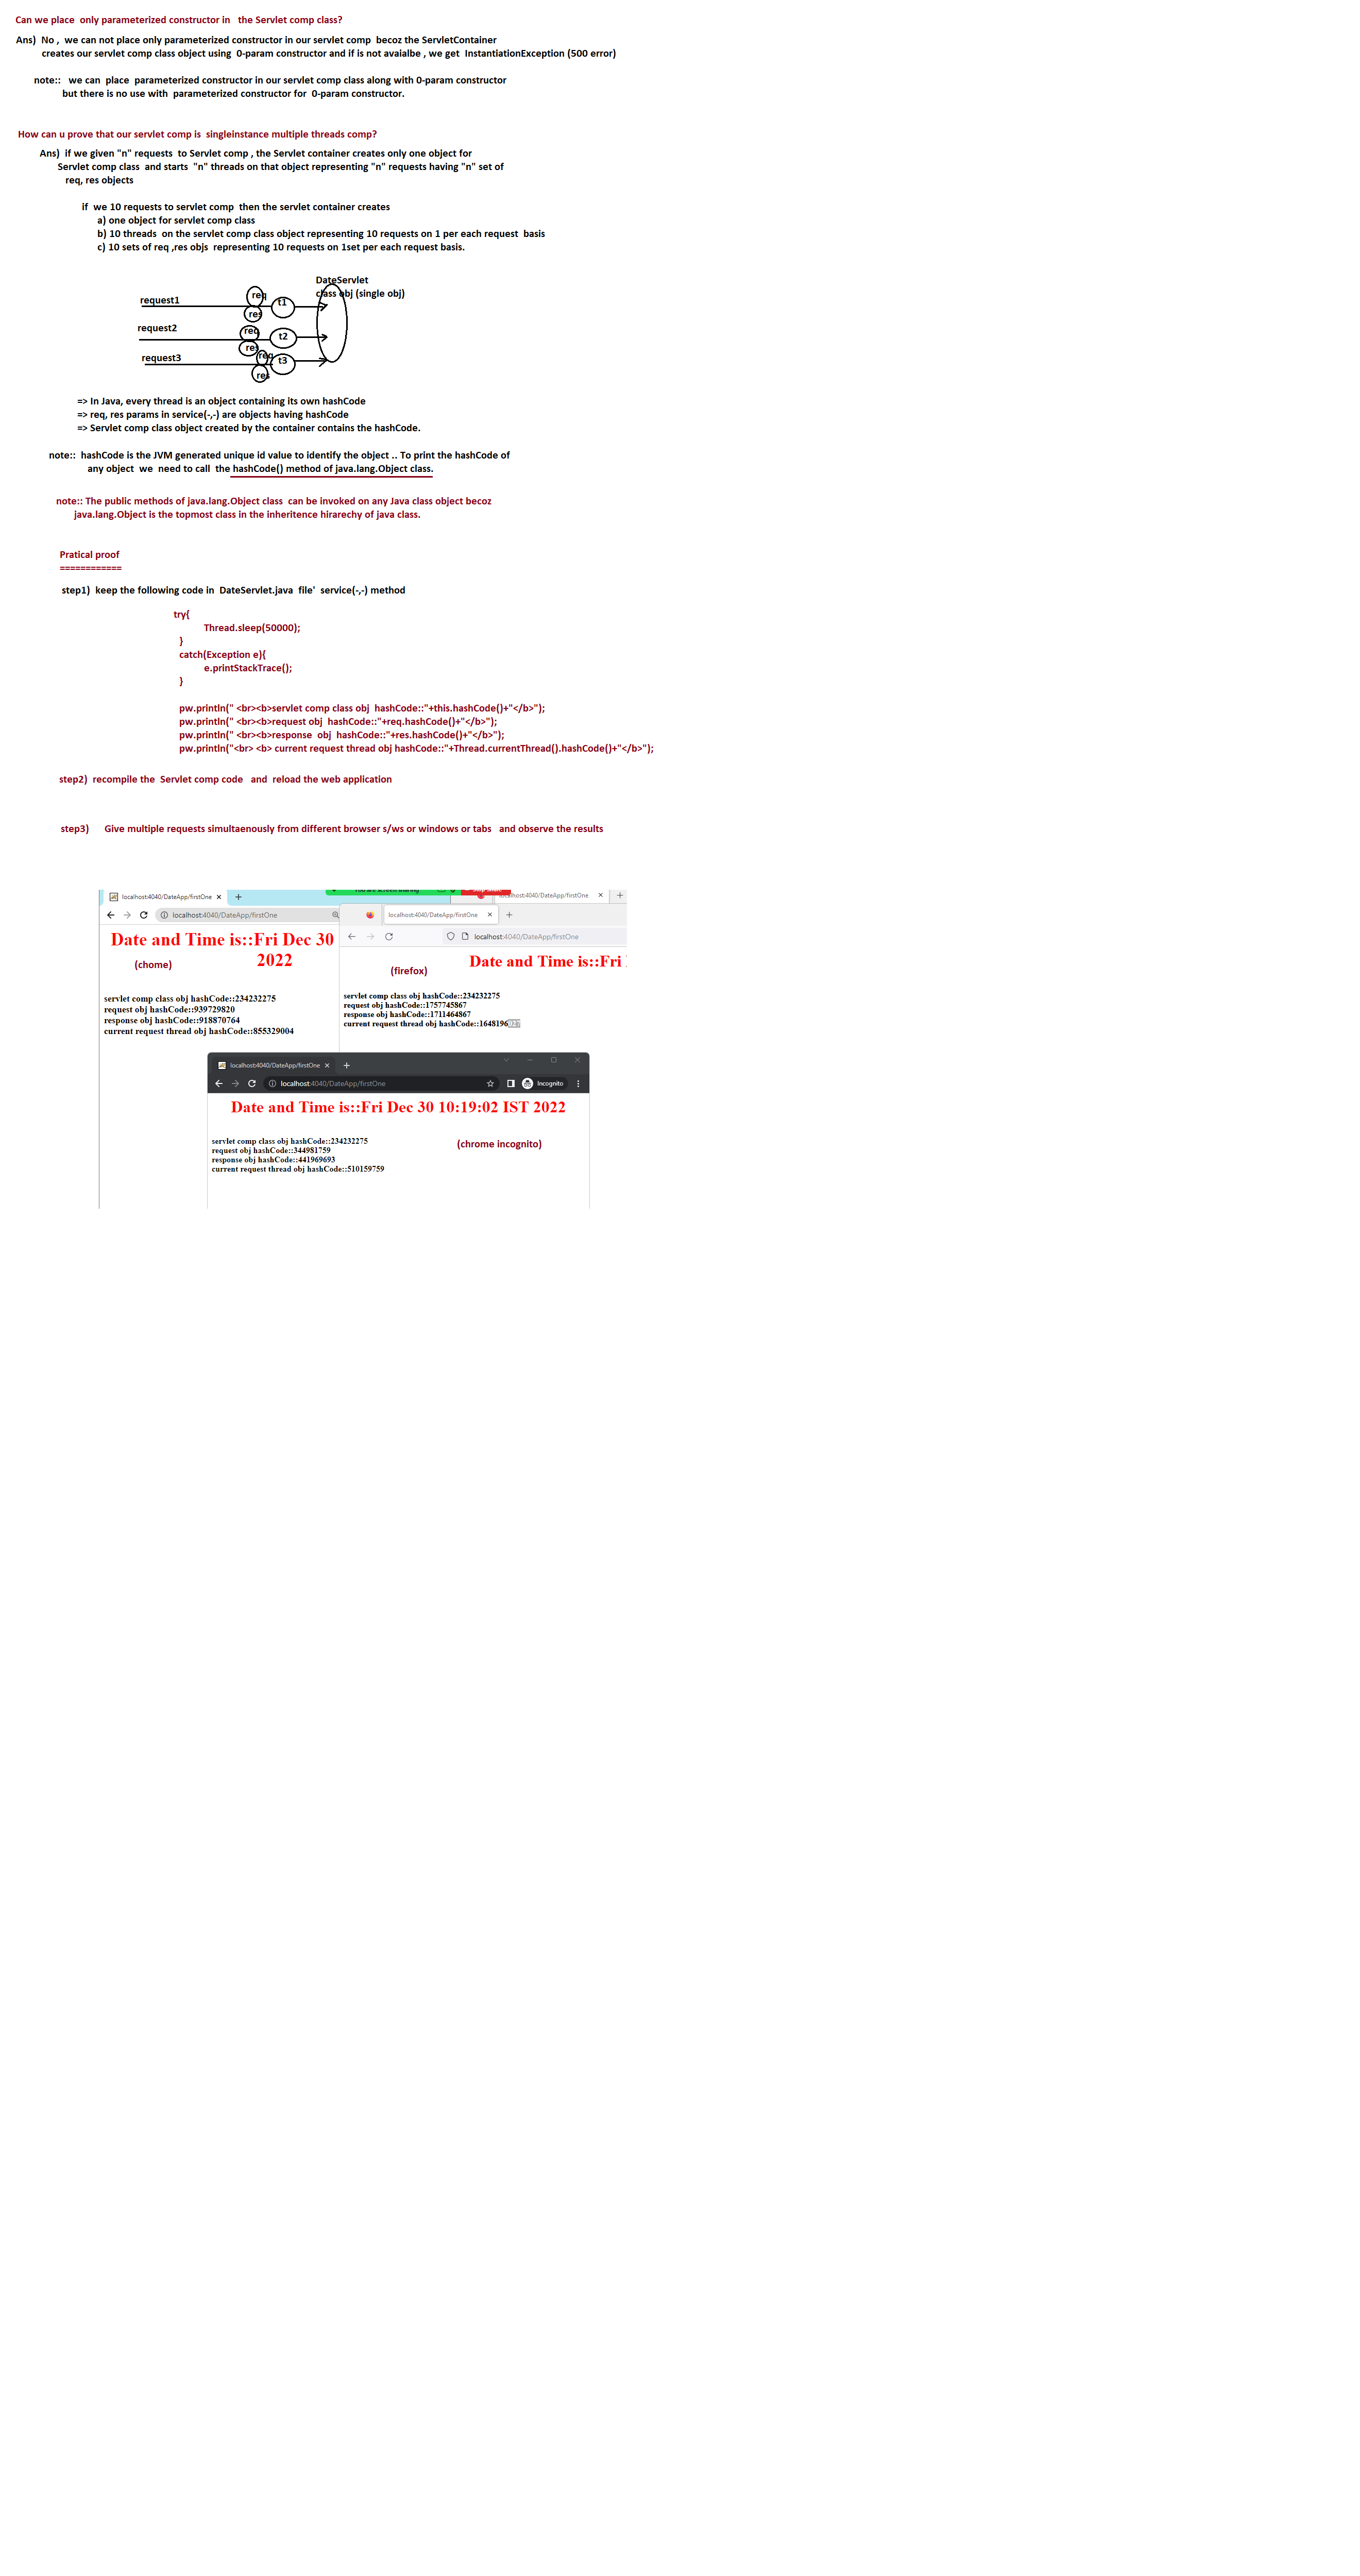 Can we place only parameterized constructor in the Servlet comp class?
Ans) No , we can not place only parameterized constructor in our servlet comp becoz the ServletContainer
creates our servlet comp class object using 0-param constructor and if is not avaialbe , we get InstantiationException (500 error)
note:: we can place parameterized constructor in our servlet comp class along with 0-param constructor
but there is no use with parameterized constructor for 0-param constructor.
How can u prove that our servlet comp is singleinstance multiple threads comp?
Ans) if we given "n" requests to Servlet comp , the Servlet container creates only one object for
Servlet comp class and starts "n" threads on that object representing "n" requests having "n" set of
req, res objects
if we 10 requests to servlet comp then the servlet container creates
a) one object for servlet comp class
b) 10 threads on the servlet comp class object representing 10 requests on 1 per each request basis
c) 10 sets of req ,res objs representing 10 requests on 1set per each request basis.
DateServlet
class obj (single obj)
request1
req
t1
res
request2
req
t2
res
request3
req
t3
res
=> In Java, every thread is an object containing its own hashCode
=> req, res params in service(-,-) are objects having hashCode
=> Servlet comp class object created by the container contains the hashCode.
note:: hashCode is the JVM generated unique id value to identify the object .. To print the hashCode of
any object we need to call the hashCode() method of java.lang.Object class.
note:: The public methods of java.lang.Object class can be invoked on any Java class object becoz
java.lang.Object is the topmost class in the inheritence hirarechy of java class.
Pratical proof
============
step1) keep the following code in DateServlet.java file' service(-,-) method
try{
Thread.sleep(50000);
}
catch(Exception e){
e.printStackTrace();
}
pw.println(" <br><b>servlet comp class obj hashCode::"+this.hashCode()+"</b>");
pw.println(" <br><b>request obj hashCode::"+req.hashCode()+"</b>");
pw.println(" <br><b>response obj hashCode::"+res.hashCode()+"</b>");
pw.println("<br> <b> current request thread obj hashCode::"+Thread.currentThread().hashCode()+"</b>");
step2) recompile the Servlet comp code and reload the web application
step3) Give multiple requests simultaenously from different browser s/ws or windows or tabs and observe the results
localhost:4040/DateApp/firstOne
localhost:4040/DateApp/firstOne
Date and Time is::Fri Dec 30
2022
(chome)
servlet comp class obj hashCode::234232275
request obj hashCode::939729820
response obj hashCode::918870764
current request thread obj hashCode::855329004
localhost:4040/DateApp/firstOne
localhost:4040/DateApp/firstOne
localhost:4040/DateApp/firstOne
Date and Time is::Fri
(firefox)
servlet comp class obj hashCode::234232275
request obj hashCode::1757745867
response obj hashCode::1711464867
current request thread obj hashCode::1648196
localhost:4040/DateApp/firstOne
localhost:4040/DateApp/firstOne
Incognito
Date and Time is::Fri Dec 30 10:19:02 IST 2022
servlet comp class obj hashCode::234232275
(chrome incognito)
request obj hashCode::344981759
response obj hashCode::441969693
current request thread obj hashCode::510159759